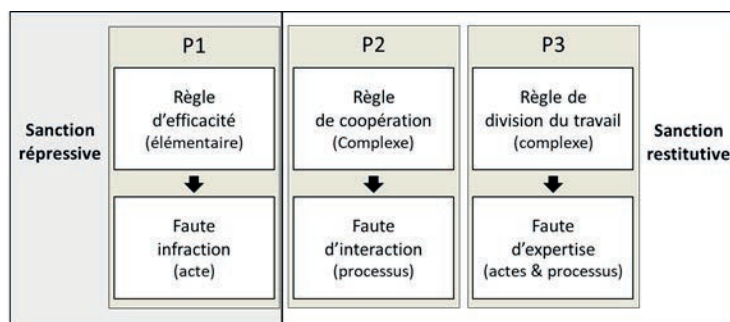 Sanction
répressive
P1
Règle
d'efficacité
(élémentaire)
Faute
infraction
(acte)
P2
Règle
de coopération
(Complexe)
Faute
d'interaction
(processus)
P3
Règle de
division du travail
(complexe)
Faute
d'expertise
(actes & processus)
Sanction
restitutive